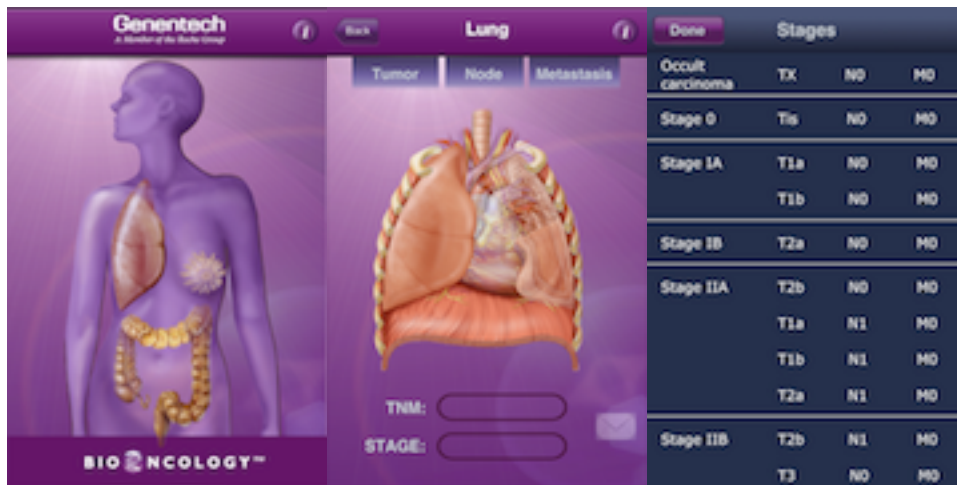 Genentech
A Member of the Roche Group
BIOONCOLOGY™
Back
Lung
Tumor Node Metastasis
TNM:
STAGE:
Done
Stages
Occult carcinoma TX N0 M0
Stage 0 Tis N0 M0
Stage IA T1a N0 M0
T1b N0 M0
Stage IB T2a N0 M0
Stage IIA T2b N0 M0
T1a N1 M0
T1b N1 M0
T2a N1 M0
Stage IIB T2b N1 M0
T3 N0 M0